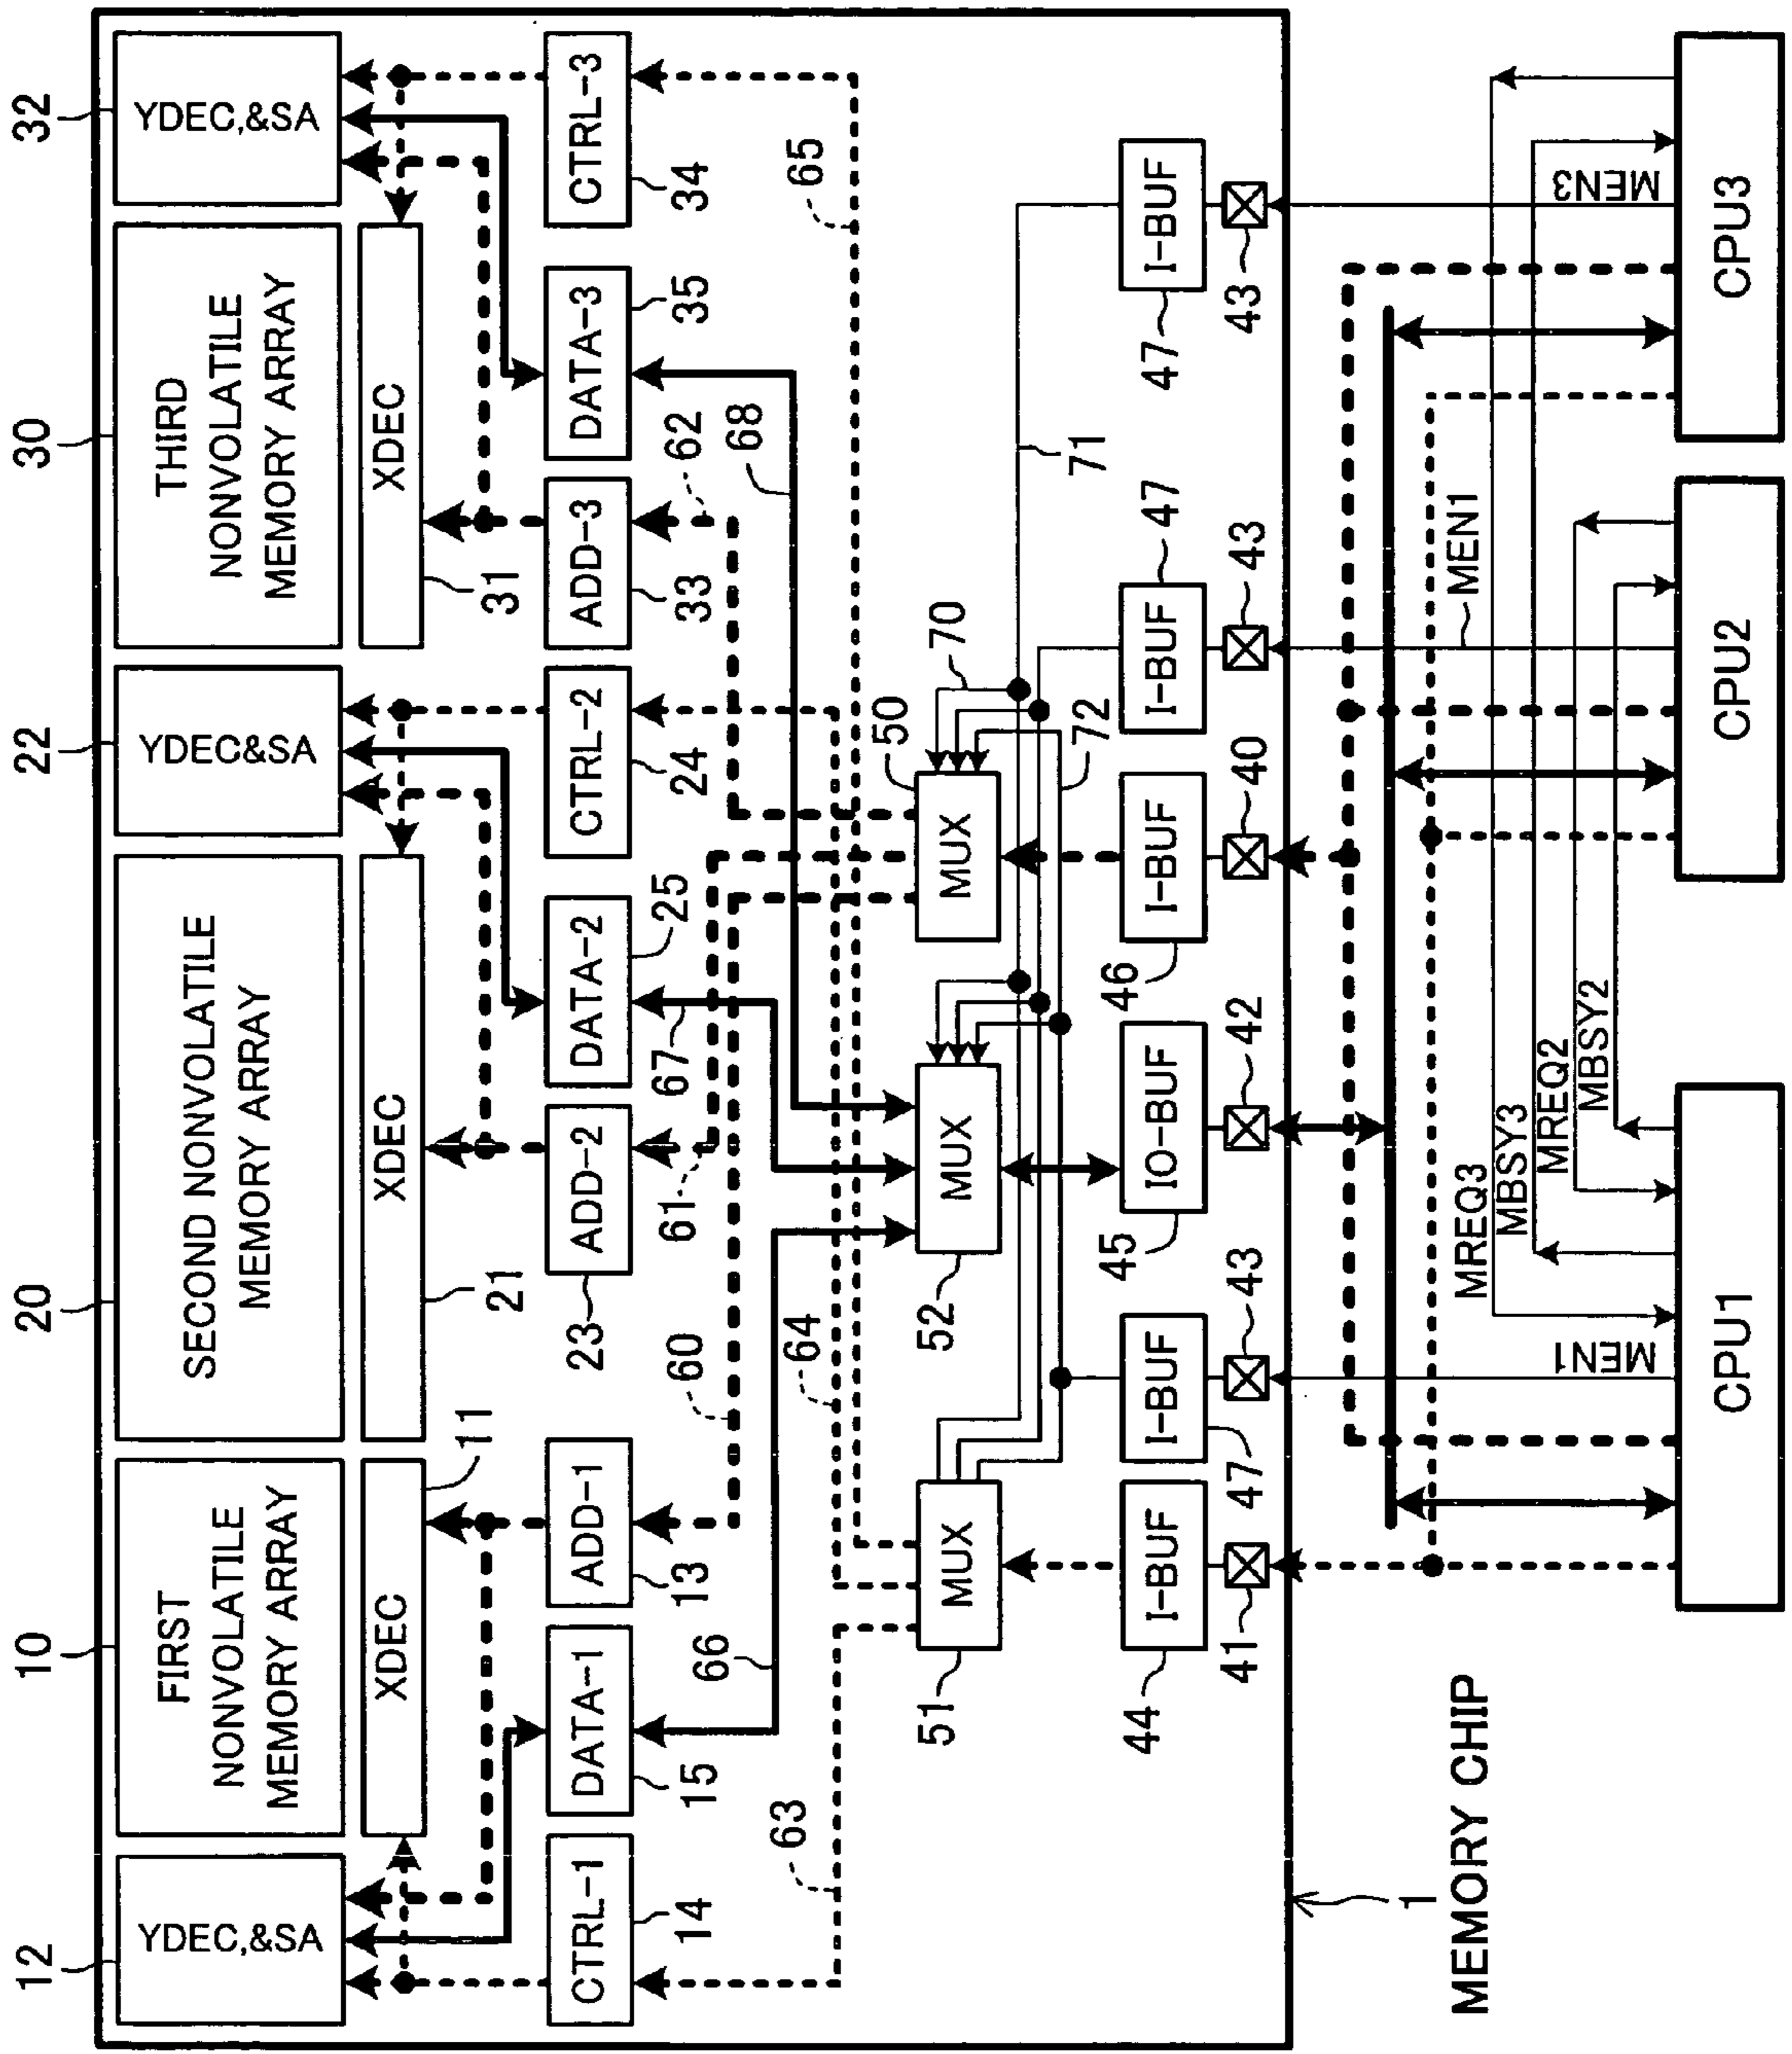 12
10
20
22
30
32
YDEC,&SA
FIRST
NONVOLATILE
MEMORY ARRAY
SECOND NONVOLATILE
MEMORY ARRAY
YDEC&SA
THIRD
NONVOLATILE
MEMORY ARRAY
YDEC,&SA
XDEC
11
XDEC
21
XDEC
31
CTRL-1
14
DATA-1
15
ADD-1
13
ADD-2
23
DATA-2
25
CTRL-2
24
ADD-3
33
DATA-3
35
CTRL-3
34
63
66
60
64
61
67
62
68
65
MUX
51
MUX
52
MUX
50
70
72
71
I-BUF
44
I-BUF
47
IO-BUF
45
I-BUF
46
I-BUF
47
I-BUF
47
41
43
42
40
43
43
1
MEMORY CHIP
MEN1
MREQ3
MBSY3
MREQ2
MBSY2
MEN1
MEN3
CPU1
CPU2
CPU3